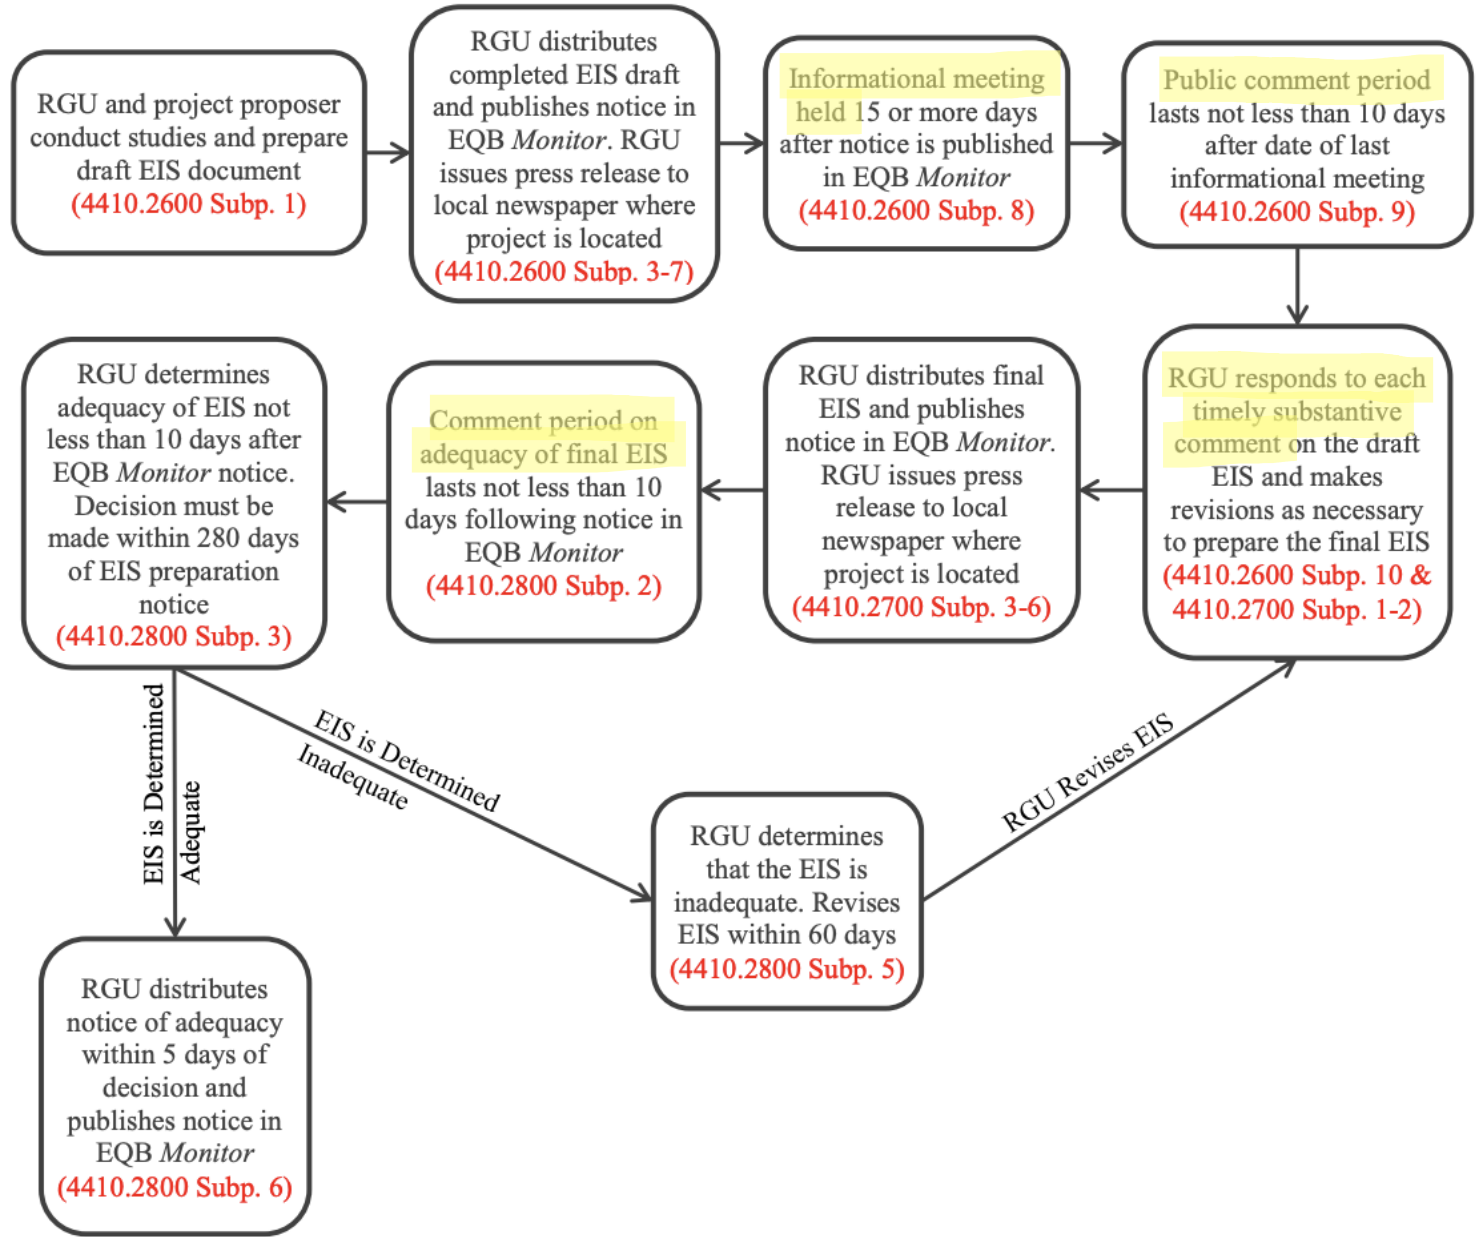 RGU and project proposer
conduct studies and prepare
draft EIS document
(4410.2600 Subp. 1)
RGU distributes
completed EIS draft
and publishes notice in
EQB Monitor. RGU
issues press release to
local newspaper where
project is located
(4410.2600 Subp. 3-7)
Informational meeting
held 15 or more days
after notice is published
in EQB Monitor
(4410.2600 Subp. 8)
Public comment period
lasts not less than 10 days
after date of last
informational meeting
(4410.2600 Subp. 9)
RGU responds to each
timely substantive
comment on the draft
EIS and makes
revisions as necessary
to prepare the final EIS
(4410.2600 Subp. 10 &
4410.2700 Subp. 1-2)
RGU distributes final
EIS and publishes
notice in EQB Monitor.
RGU issues press
release to local
newspaper where
project is located
(4410.2700 Subp. 3-6)
Comment period on
adequacy of final EIS
lasts not less than 10
days following notice in
EQB Monitor
(4410.2800 Subp. 2)
RGU determines
adequacy of EIS not
less than 10 days after
EQB Monitor notice.
Decision must be
made within 280 days
of EIS preparation
notice
(4410.2800 Subp. 3)
EIS is Determined
Adequate
EIS is Determined
Inadequate
RGU determines
that the EIS is
inadequate. Revises
EIS within 60 days
(4410.2800 Subp. 5)
RGU Revises EIS
RGU distributes
notice of adequacy
within 5 days of
decision and
publishes notice in
EQB Monitor
(4410.2800 Subp. 6)